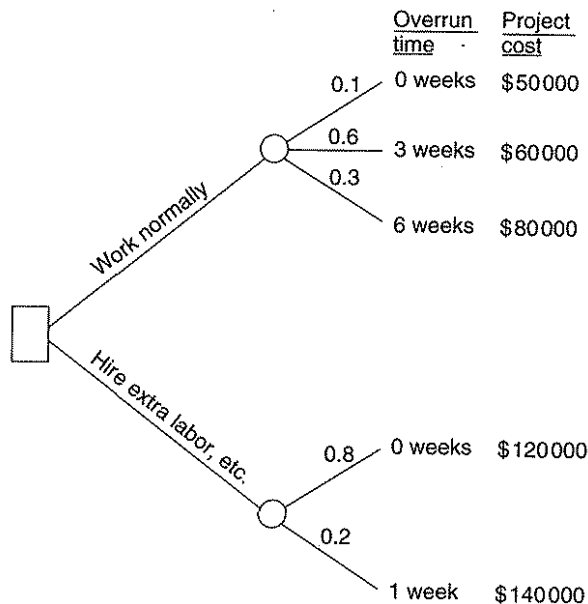 Overrun Project
time cost
0.1 0 weeks $50000
0.6 3 weeks $60000
0.3
6 weeks $80000
Work normally
Hire extra labor, etc.
0.8 0 weeks $120000
0.2
1 week $140000